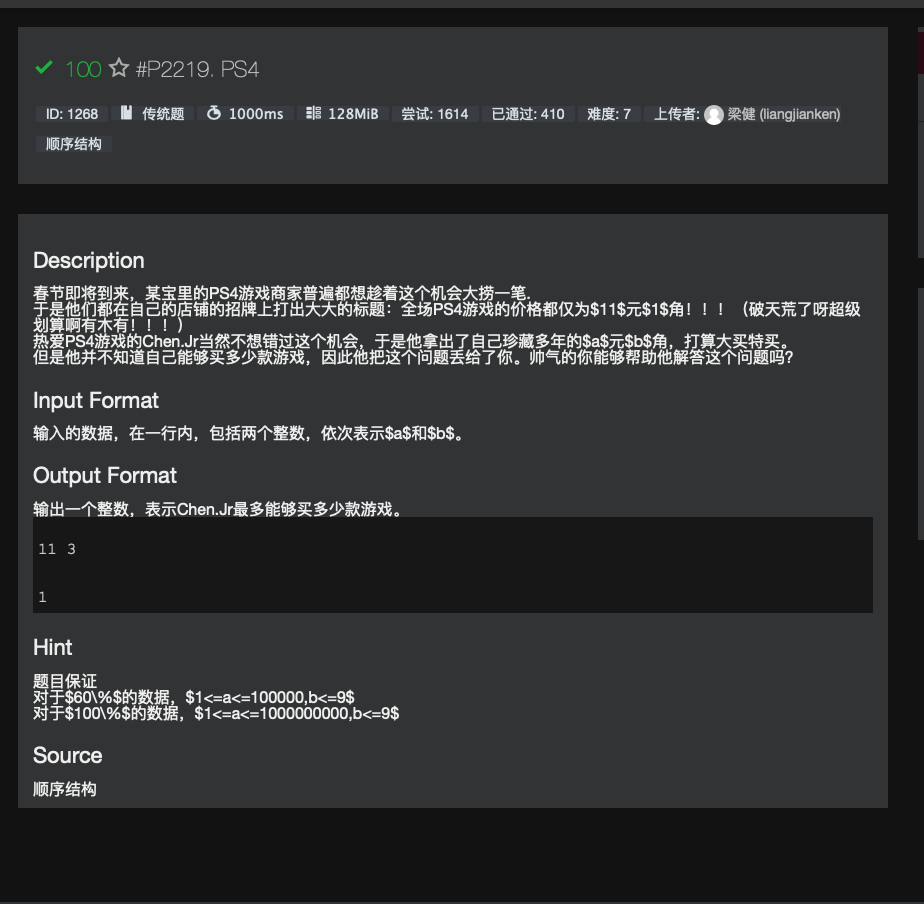 100 #P2219. PS4
ID: 1268 传统题 1000ms 128MiB 尝试: 1614 已通过: 410 难度: 7 上传者: 梁健 (liangjianken)
顺序结构
Description
春节即将到来，某宝里的PS4游戏商家普遍都想趁着这个机会大捞一笔.
于是他们都在自己的店铺的招牌上打出大大的标题：全场PS4游戏的价格都仅为$11$元$1$角！！！（破天荒了呀超级
划算啊有木有！！！）
热爱PS4游戏的Chen.Jr当然不想错过这个机会，于是他拿出了自己珍藏多年的$a$元$b$角，打算大买特买。
但是他并不知道自己能够买多少款游戏，因此他把这个问题丢给了你。帅气的你能够帮助他解答这个问题吗?
Input Format
输入的数据，在一行内，包括两个整数，依次表示$a$和$b$。
Output Format
输出一个整数，表示Chen.Jr最多能够买多少款游戏。
11 3
1
Hint
题目保证
对于$60\%$的数据，$1<=a<=100000,b<=9$
对于$100\%$的数据，$1<=a<=1000000000,b<=9$
Source
顺序结构